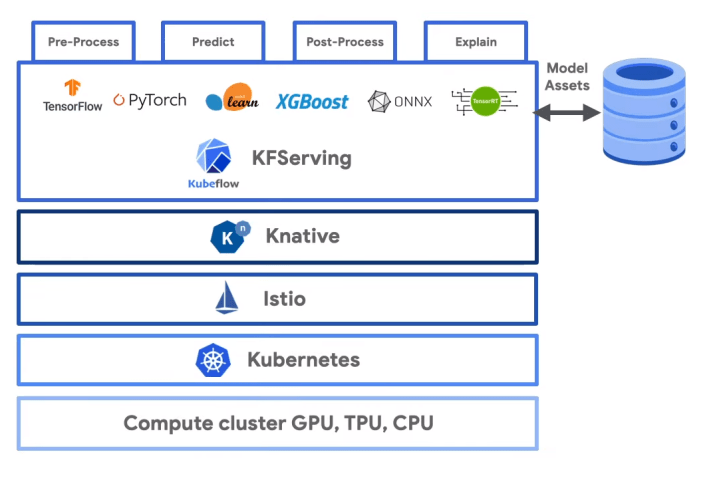 Pre-Process
Predict
Post-Process
Explain
Model
Assets
TensorFlow
PyTorch
learn
XGBoost
ONNX
TensorRT
Kubeflow
KFServing
K n
Knative
Istio
Kubernetes
Compute cluster GPU, TPU, CPU